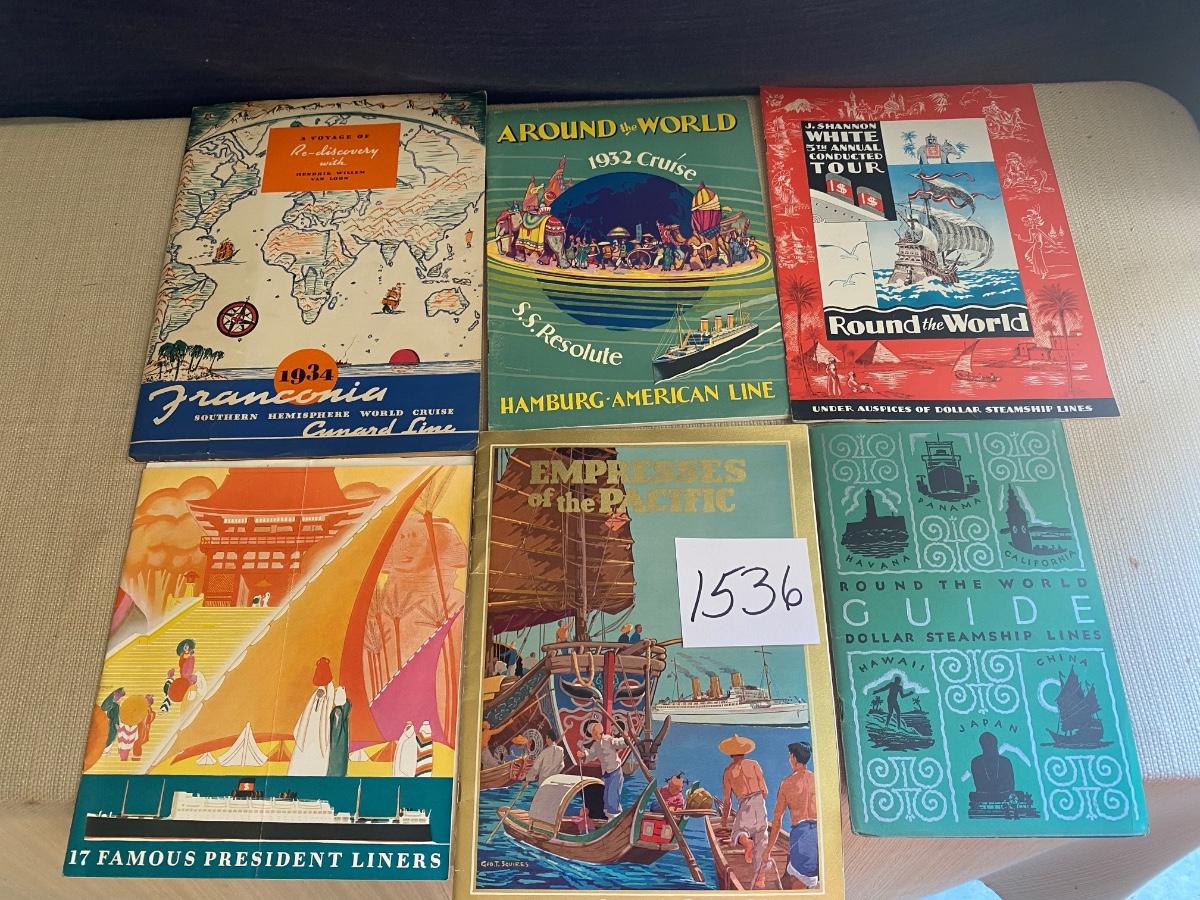 A VOYAGE OF
Re-discovery
with
HENDRIK WILLEM
VAN LOON
1934
Franconia
SOUTHERN HEMISPHERE WORLD CRUISE
Cunard Line
AROUND the WORLD
1932 Cruise
S.S. Resolute
HAMBURG-AMERICAN LINE
J. SHANNON
WHITE
5TH ANNUAL
CONDUCTED
TOUR
$ $
Round the World
UNDER AUSPICES OF DOLLAR STEAMSHIP LINES
$
17 FAMOUS PRESIDENT LINERS
EMPRESSES
of the PACIFIC
1536
GEO. T. SQUIRES
PANAMA
HAVANA
CALIFORNIA
ROUND THE WORLD
GUIDE
DOLLAR STEAMSHIP LINES
HAWAII
CHINA
JAPAN